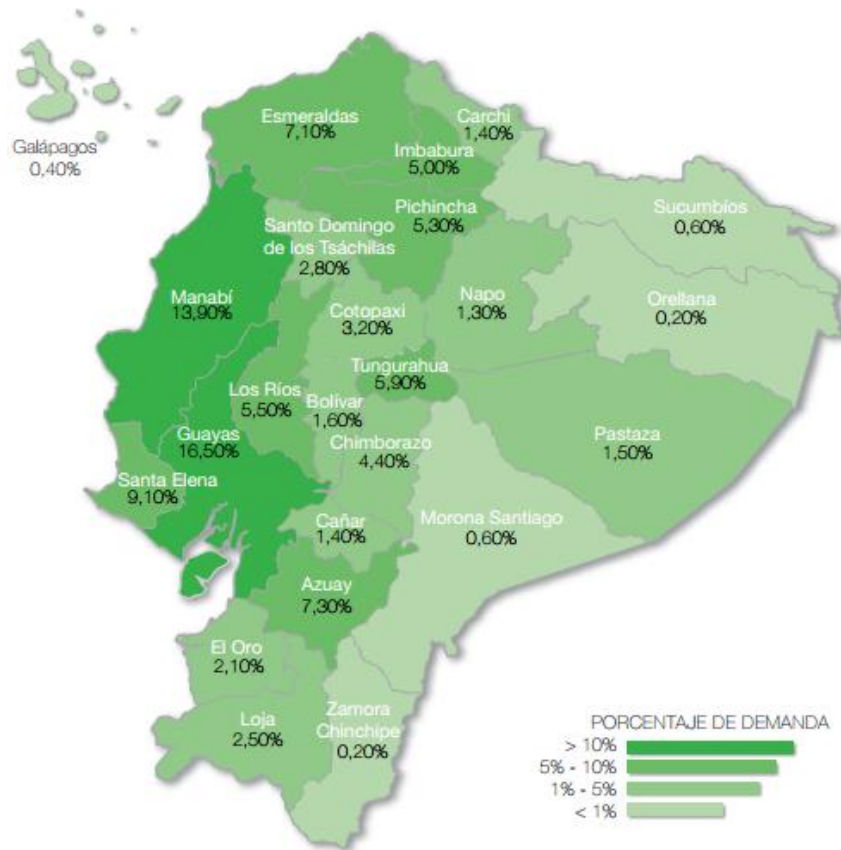 Galápagos
0,40%
Esmeraldas
7,10%
Carchi
1,40%
Imbabura
5,00%
Pichincha
5,30%
Sucumbíos
0,60%
Santo Domingo
de los Tsáchilas
2,80%
Manabí
13,90%
Cotopaxi
3,20%
Napo
1,30%
Orellana
0,20%
Tungurahua
5,90%
Los Ríos
5,50%
Bolívar
1,60%
Guayas
16,50%
Chimborazo
4,40%
Pastaza
1,50%
Santa Elena
9,10%
Cañar
1,40%
Morona Santiago
0,60%
Azuay
7,30%
El Oro
2,10%
Loja
2,50%
Zamora
Chinchipe
0,20%
PORCENTAJE DE DEMANDA
> 10%
5% - 10%
1% - 5%
< 1%